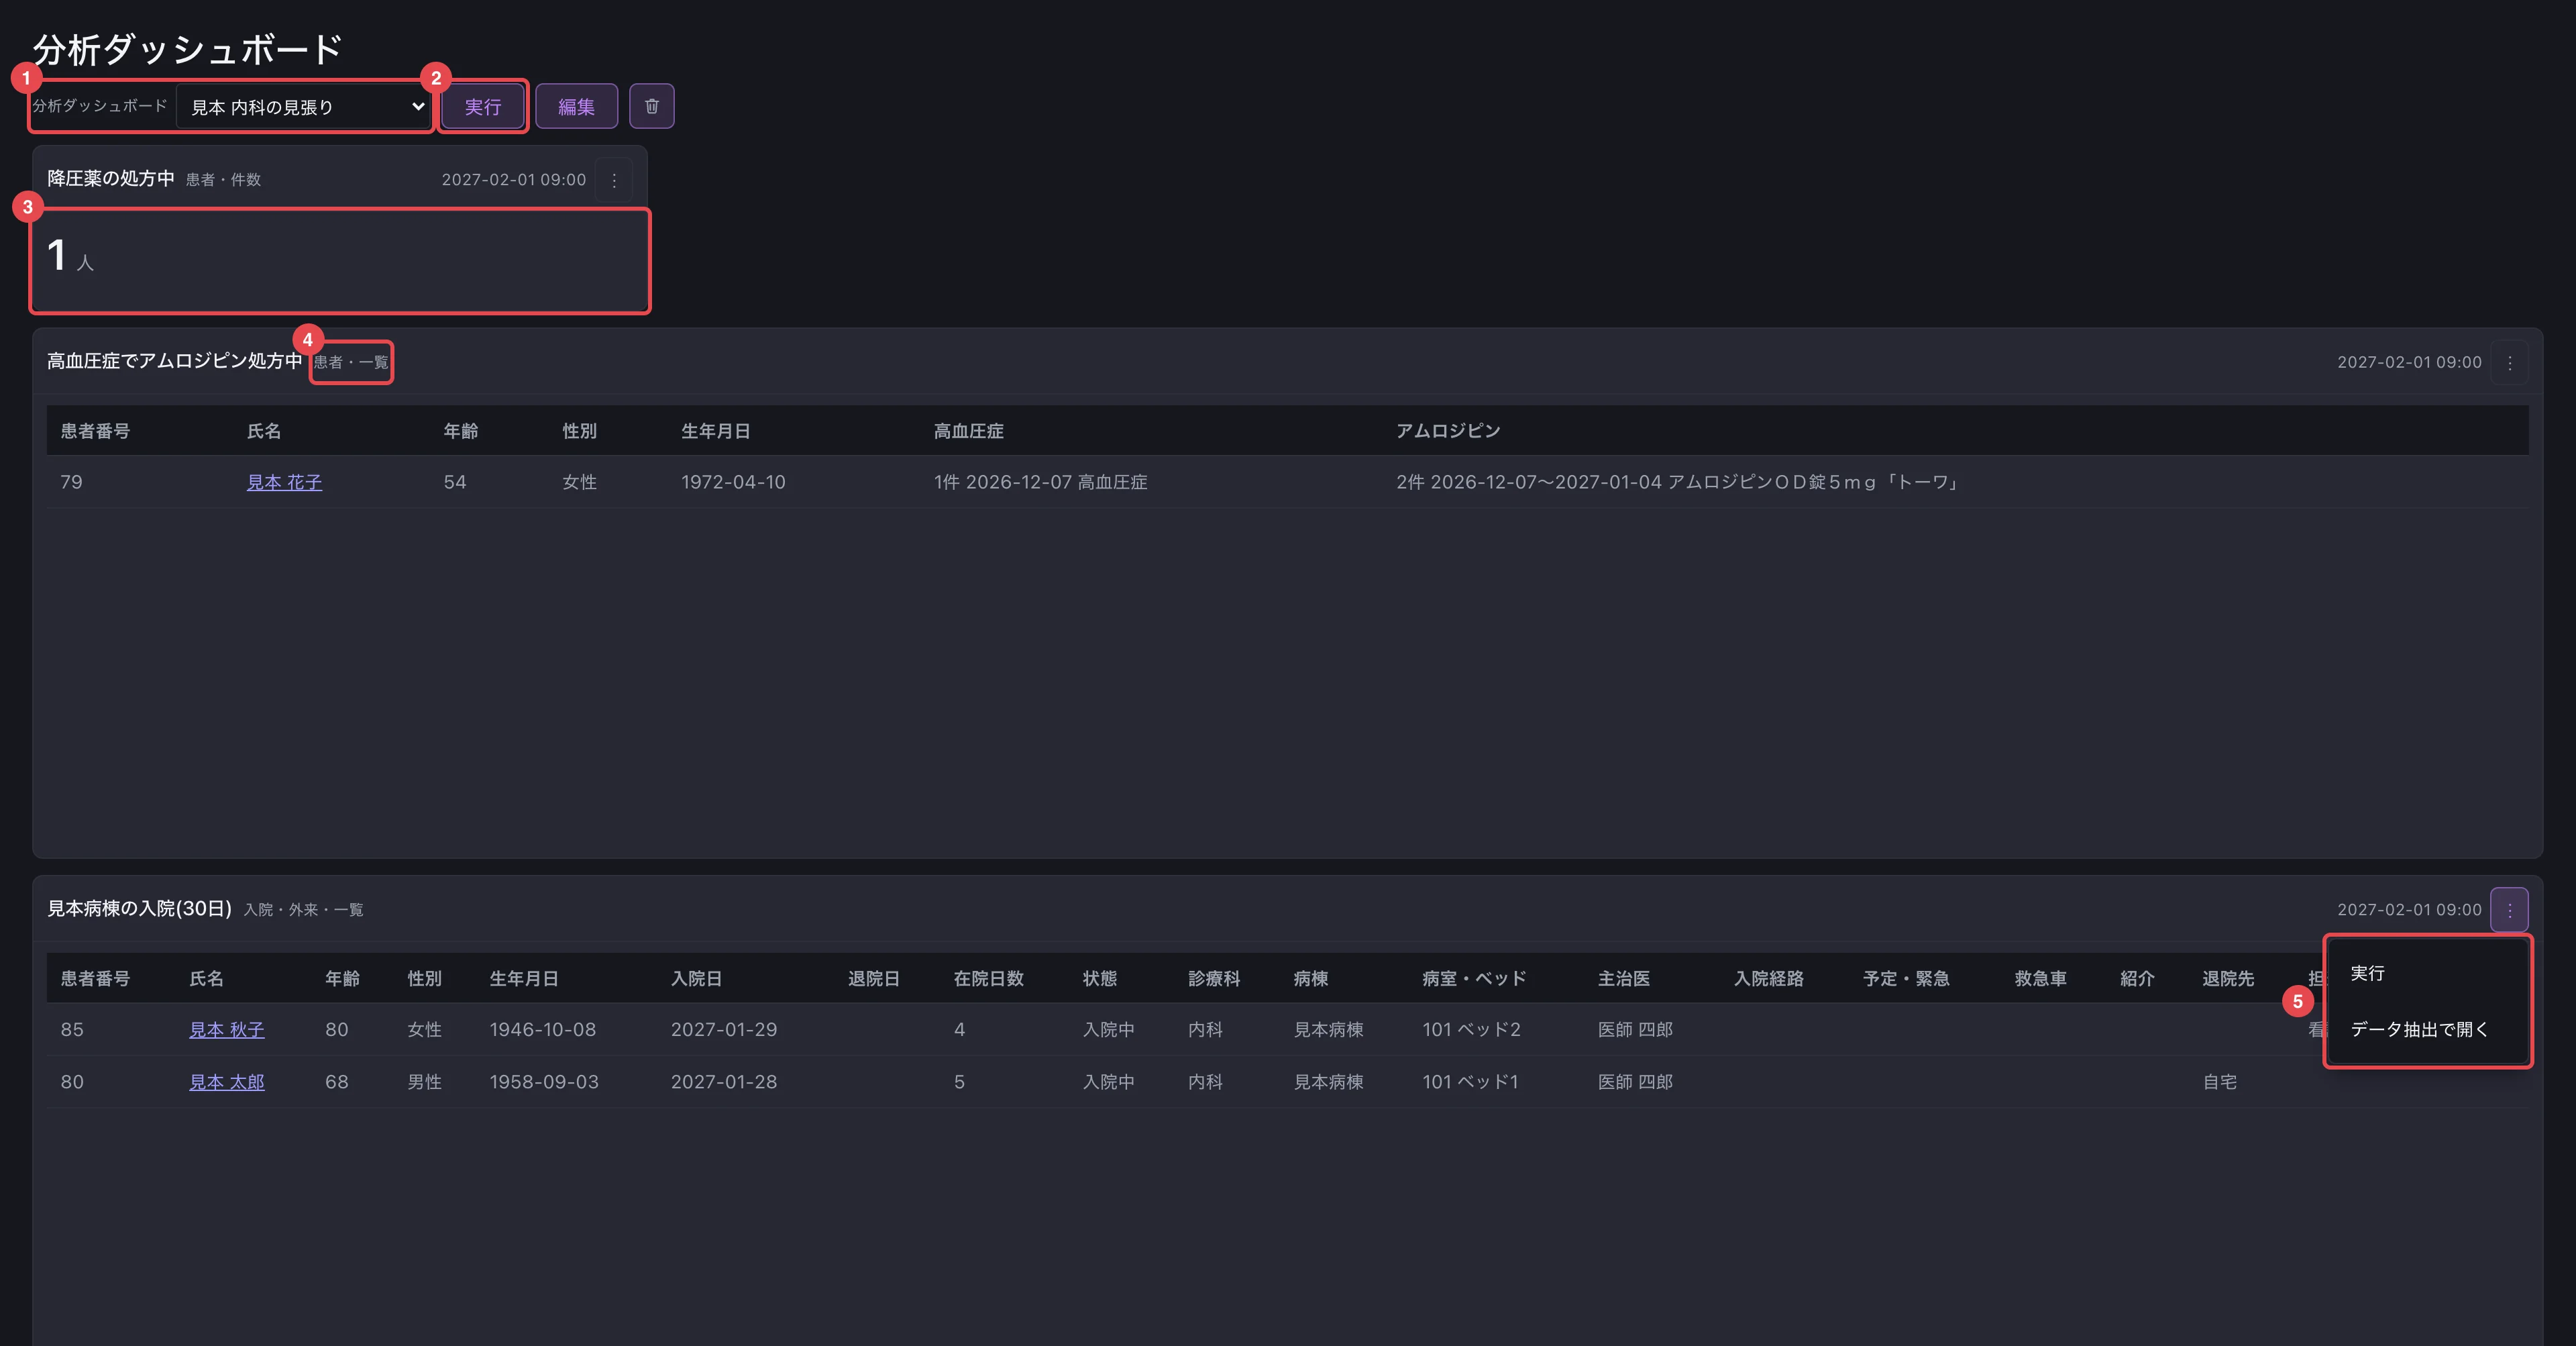 分析ダッシュボード
1
2
分析ダッシュボード 見本 内科の見張り 実行 編集
降圧薬の処方中 患者・件数 2027-02-01 09:00
3
1 人
4
高血圧症でアムロジピン処方中 患者・一覧 2027-02-01 09:00
患者番号 氏名 年齢 性別 生年月日 高血圧症 アムロジピン
79 見本 花子 54 女性 1972-04-10 1件 2026-12-07 高血圧症 2件 2026-12-07～2027-01-04 アムロジピンＯＤ錠５ｍｇ「トーワ」
見本病棟の入院(30日) 入院・外来・一覧 2027-02-01 09:00
患者番号 氏名 年齢 性別 生年月日 入院日 退院日 在院日数 状態 診療科 病棟 病室・ベッド 主治医 入院経路 予定・緊急 救急車 紹介 退院先 担
実行
5
85 見本 秋子 80 女性 1946-10-08 2027-01-29 4 入院中 内科 見本病棟 101 ベッド2 医師 四郎 看
データ抽出で開く
80 見本 太郎 68 男性 1958-09-03 2027-01-28 5 入院中 内科 見本病棟 101 ベッド1 医師 四郎 自宅